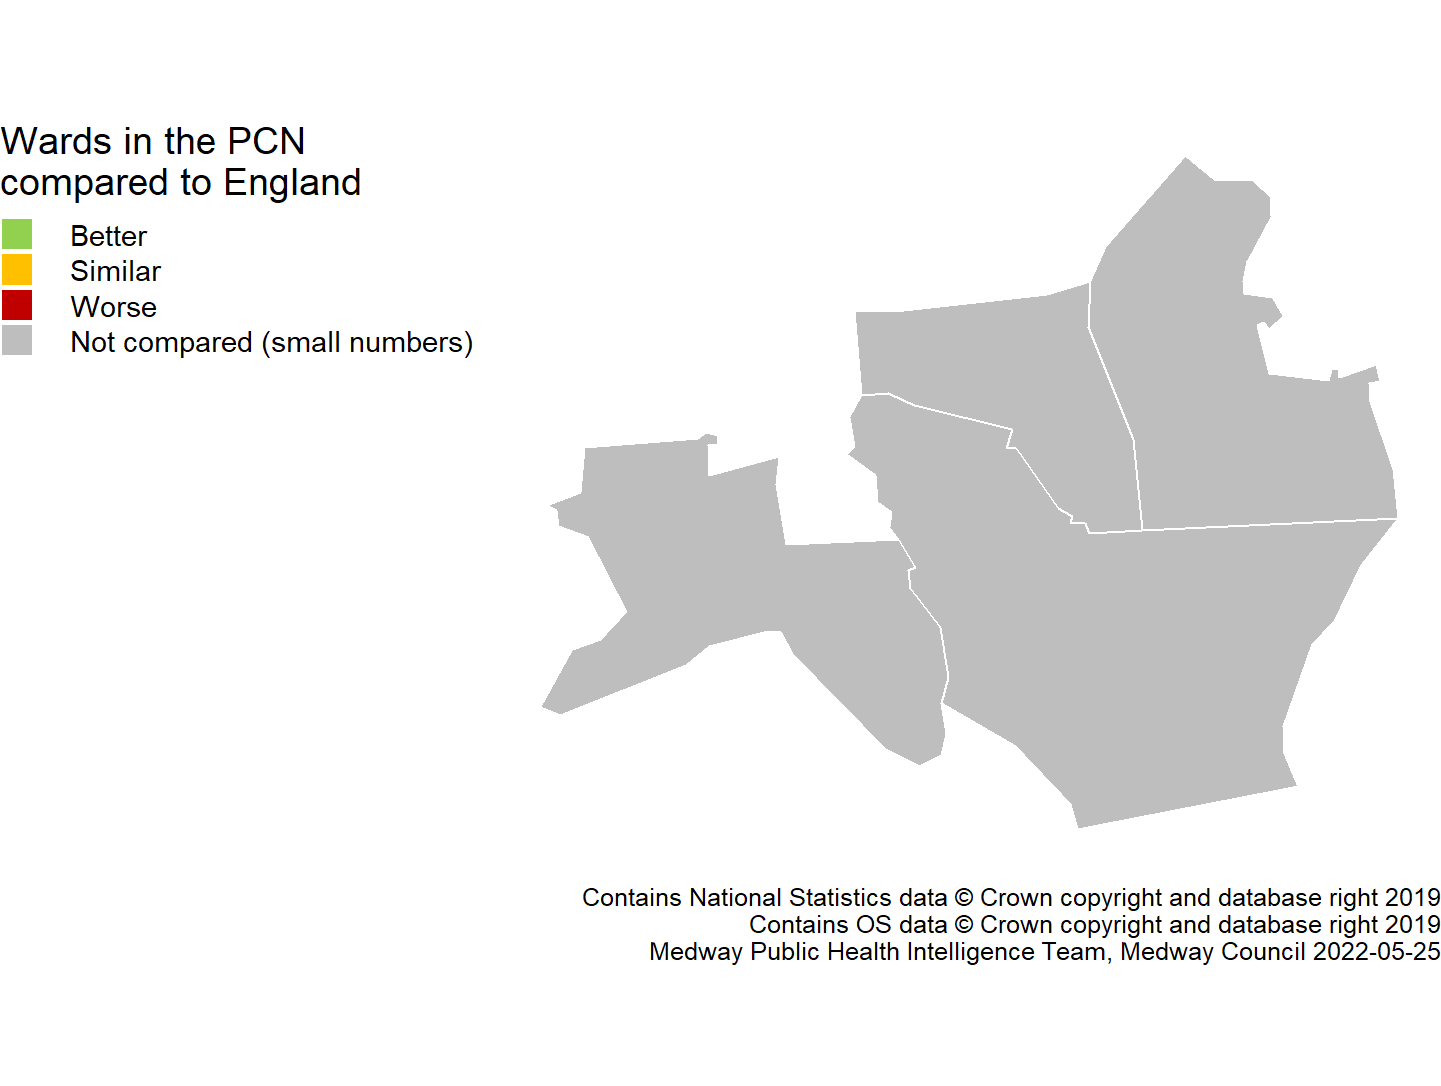 Wards in the PCN
compared to England
Better
Similar
Worse
Not compared (small numbers)
Contains National Statistics data © Crown copyright and database right 2019
Contains OS data © Crown copyright and database right 2019
Medway Public Health Intelligence Team, Medway Council 2022-05-25